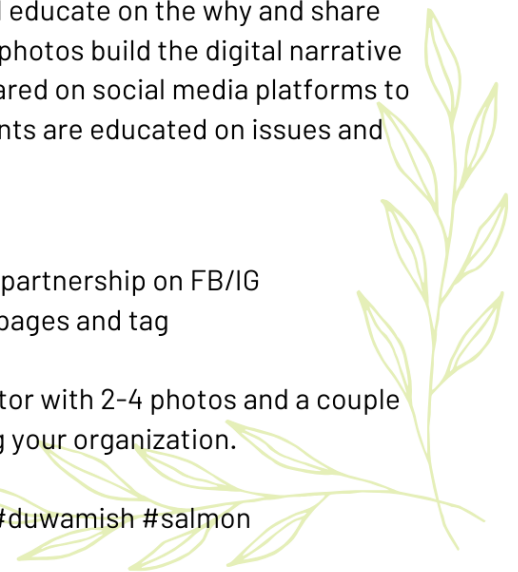 educate on the why and share
photos build the digital narrative
ared on social media platforms to
nts are educated on issues and
partnership on FB/IG
pages and tag
tor with 2-4 photos and a couple
g your organization.
#duwamish #salmon